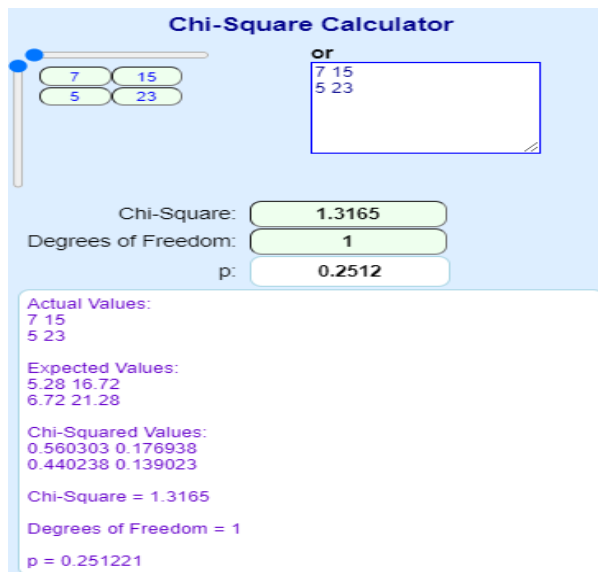 Chi-Square Calculator
or
7 15
5 23
7 15
5 23
Chi-Square: 1.3165
Degrees of Freedom: 1
p: 0.2512
Actual Values:
7 15
5 23
Expected Values:
5.28 16.72
6.72 21.28
Chi-Squared Values:
0.560303 0.176938
0.440238 0.139023
Chi-Square = 1.3165
Degrees of Freedom = 1
p = 0.251221